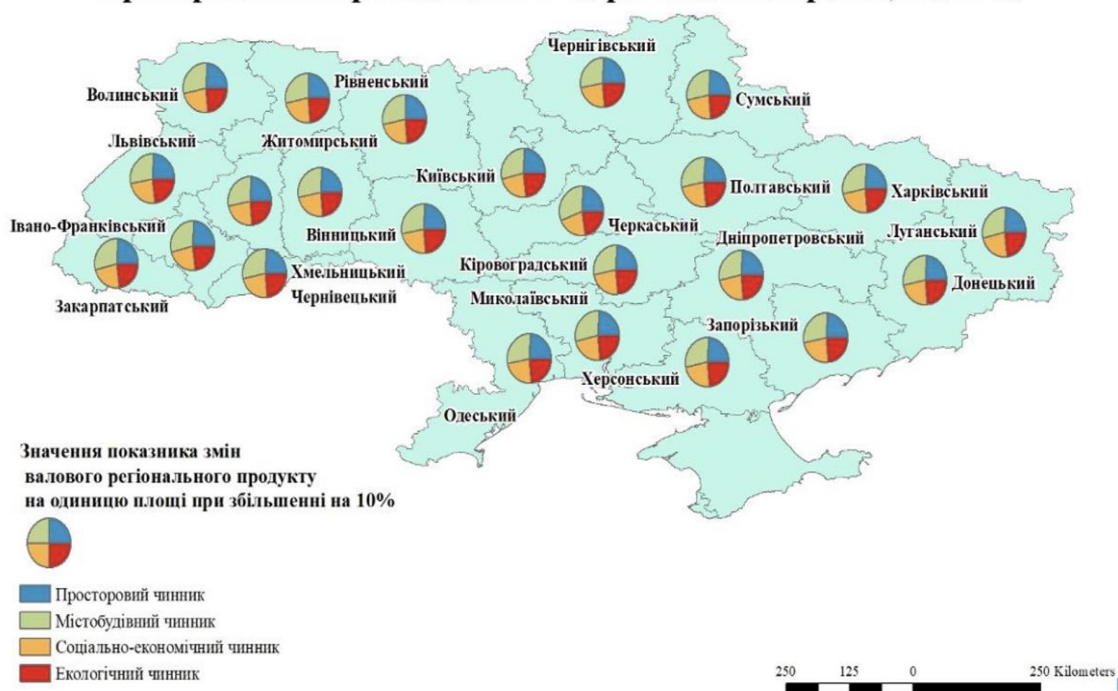 Чернігівський
Рівненський
Волинський
Сумський
Львівський
Житомирський
Київський
Полтавський
Харківський
Івано-Франківський
Вінницький
Черкаський
Дніпропетровський
Луганський
Кіровоградський
Хмельницький
Донецький
Закарпатський
Чернівецький
Миколаївський
Запорізький
Херсонський
Одеський
Значення показника змін
валового регіонального продукту
на одиницю площі при збільшенні на 10%
Просторовий чинник
Містобудівний чинник
Соціально-економічний чинник
Екологічний чинник
250 125 0 250 Kilometers